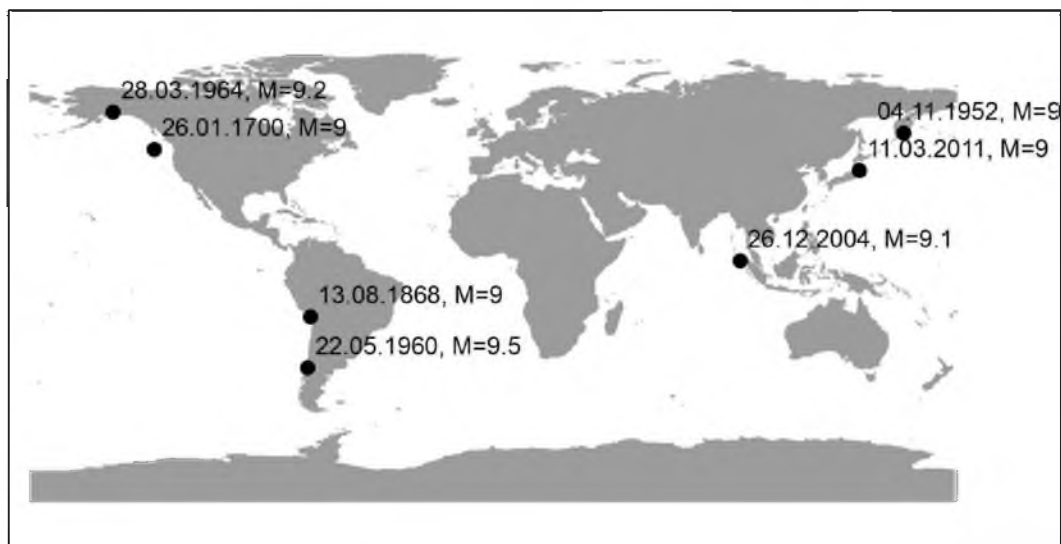 28.03.1964, M=9.2
26.01.1700, M=9
04.11.1952, M=9
11.03.2011, M=9
26.12.2004, M=9.1
13.08.1868, M=9
22.05.1960, M=9.5